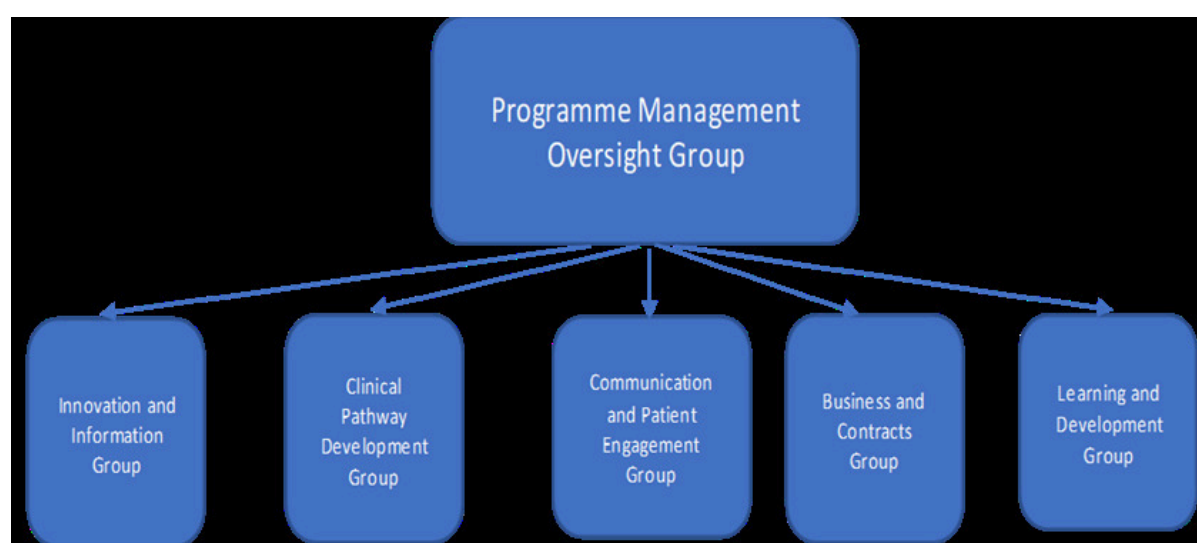 Programme Management
Oversight Group
Innovation and
Information
Group
Clinical
Pathway
Development
Group
Communication
and Patient
Engagement
Group
Business and
Contracts
Group
Learning and
Development
Group